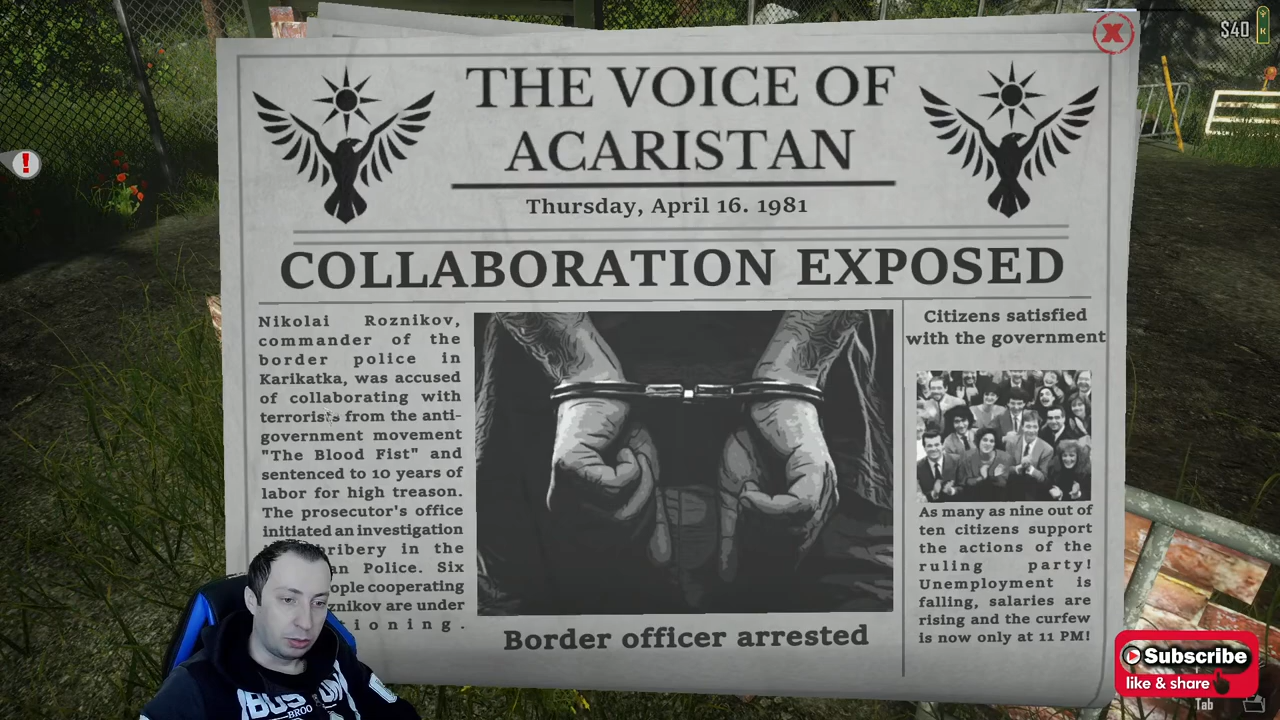 $40
K
X
THE VOICE OF
ACARISTAN
Thursday, April 16. 1981
COLLABORATION EXPOSED
Nikolai Roznikov,
commander of the
border police in
Karikatka, was accused
of collaborating with
terrorists from the anti-
government movement
"The Blood Fist" and
sentenced to 10 years of
labor for high treason.
The prosecutor's office
initiated an investigation
bribery in the
Police. Six
cooperating
are under
Border officer arrested
Citizens satisfied
with the government
As many as nine out of
ten citizens support
the actions of the
ruling party!
Unemployment is
falling, salaries are
rising and the curfew
is now only at 11 PM!
Subscribe
like & share
Tab